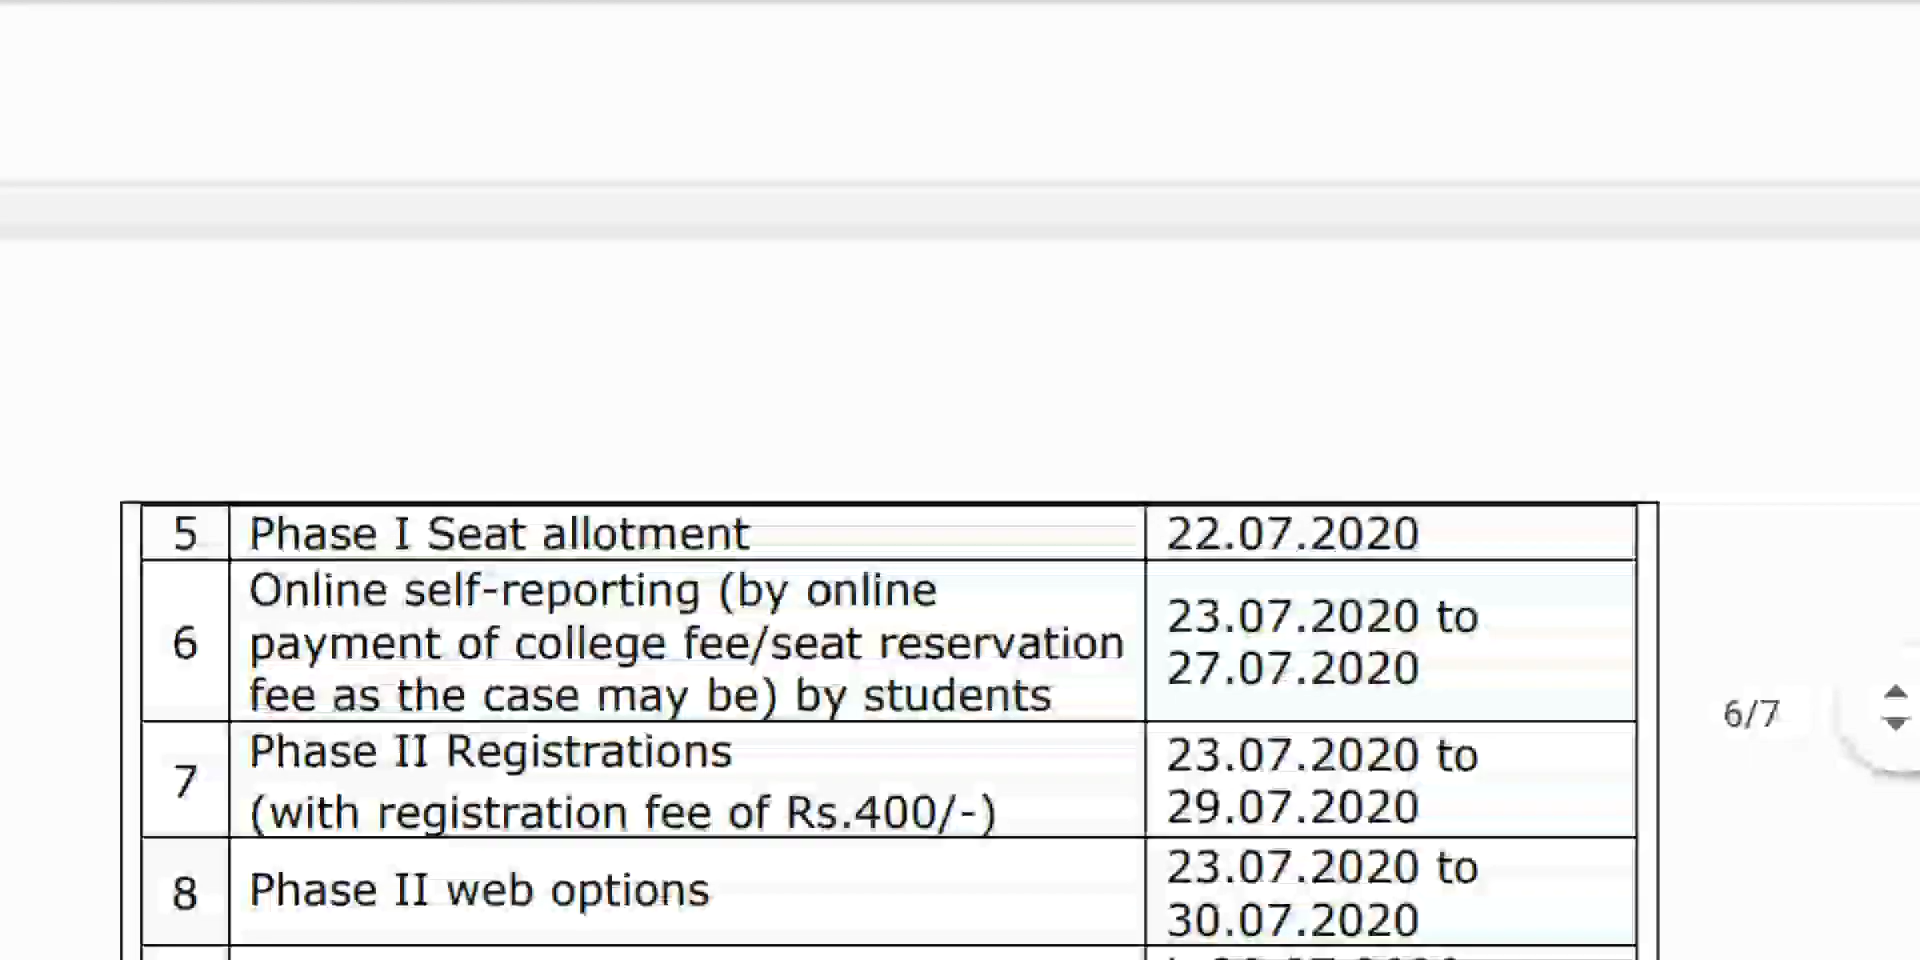 5 Phase I Seat allotment 22.07.2020
6 Online self-reporting (by online
payment of college fee/seat reservation
fee as the case may be) by students
23.07.2020 to
27.07.2020
7 Phase II Registrations
(with registration fee of Rs.400/-)
23.07.2020 to
29.07.2020
8 Phase II web options
23.07.2020 to
30.07.2020
6/7